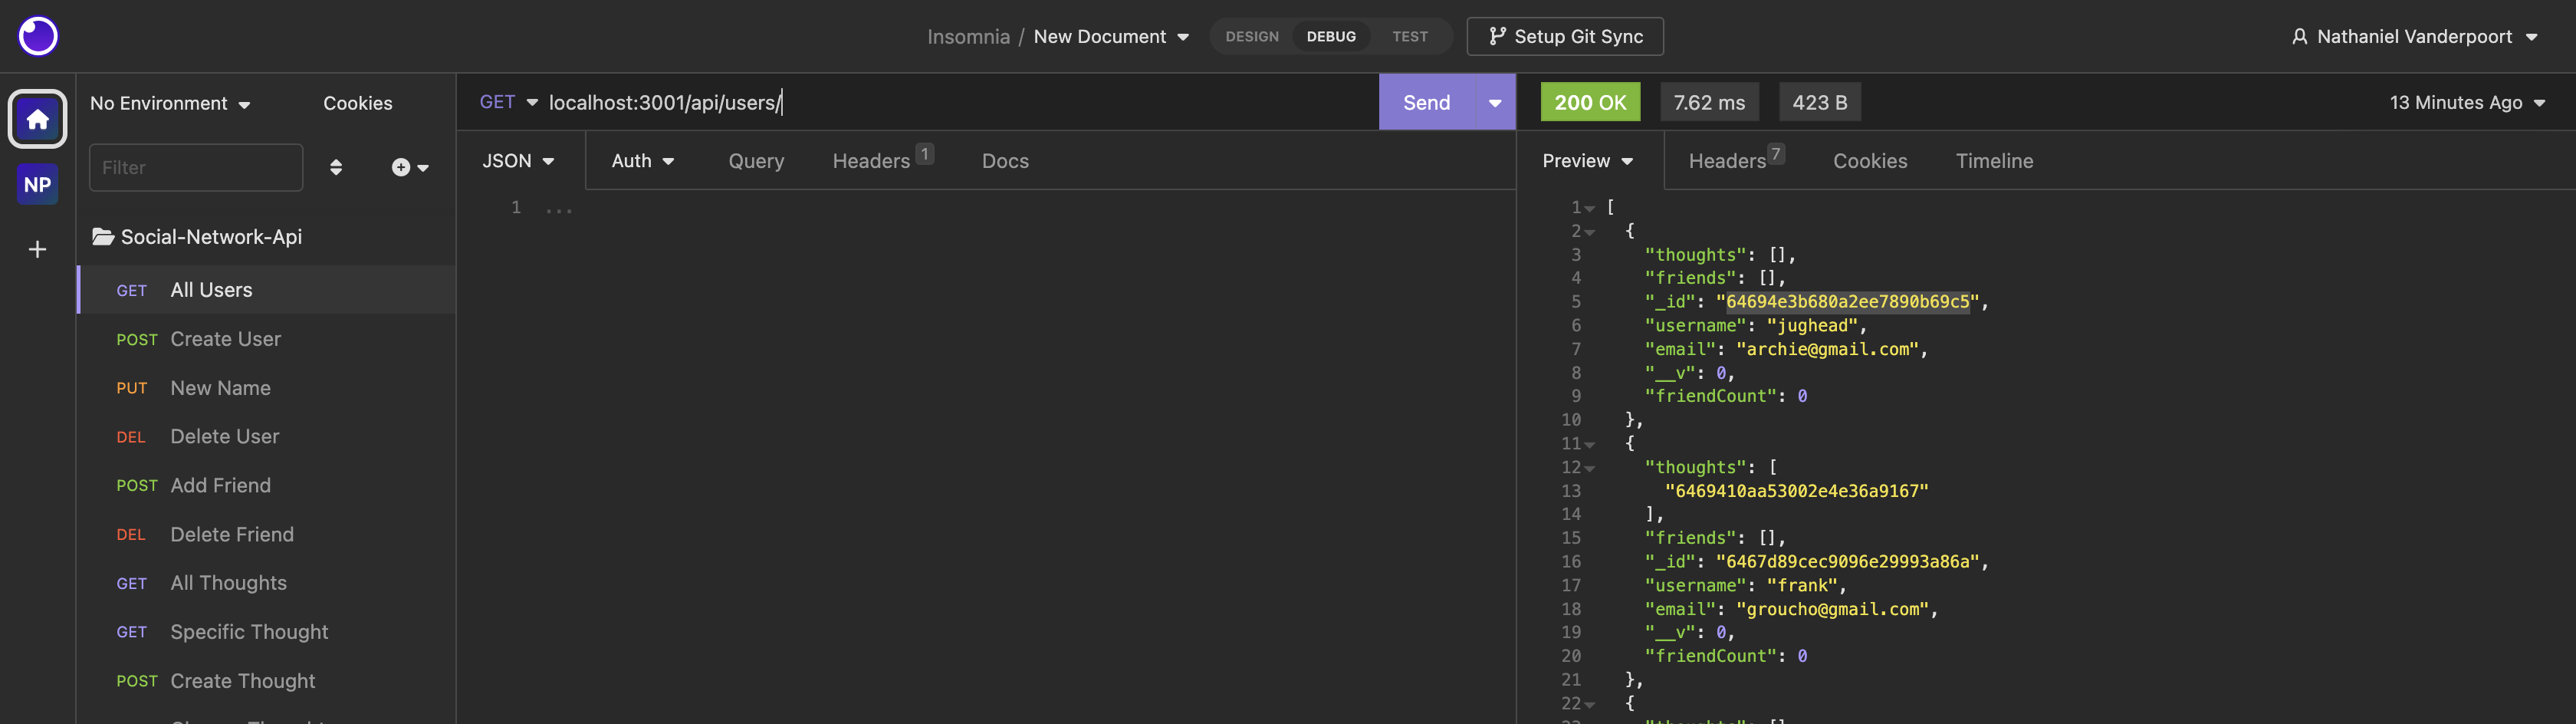 Insomnia / New Document
DESIGN DEBUG TEST
Setup Git Sync
Nathaniel Vanderpoort
NP
No Environment
Cookies
Filter
Social-Network-Api
GET All Users
POST Create User
PUT New Name
DEL Delete User
POST Add Friend
DEL Delete Friend
GET All Thoughts
GET Specific Thought
POST Create Thought
GET localhost:3001/api/users/
Send
JSON Auth Query Headers 1 Docs
1 ...
200 OK 7.62 ms 423 B 13 Minutes Ago
Preview Headers 7 Cookies Timeline
1 [
2 {
3 "thoughts": [],
4 "friends": [],
5 "_id": "64694e3b680a2ee7890b69c5",
6 "username": "jughead",
7 "email": "archie@gmail.com",
8 "__v": 0,
9 "friendCount": 0
10 },
11 {
12 "thoughts": [
13 "6469410aa53002e4e36a9167"
14 ],
15 "friends": [],
16 "_id": "6467d89cec9096e29993a86a",
17 "username": "frank",
18 "email": "groucho@gmail.com",
19 "__v": 0,
20 "friendCount": 0
21 },
22 {